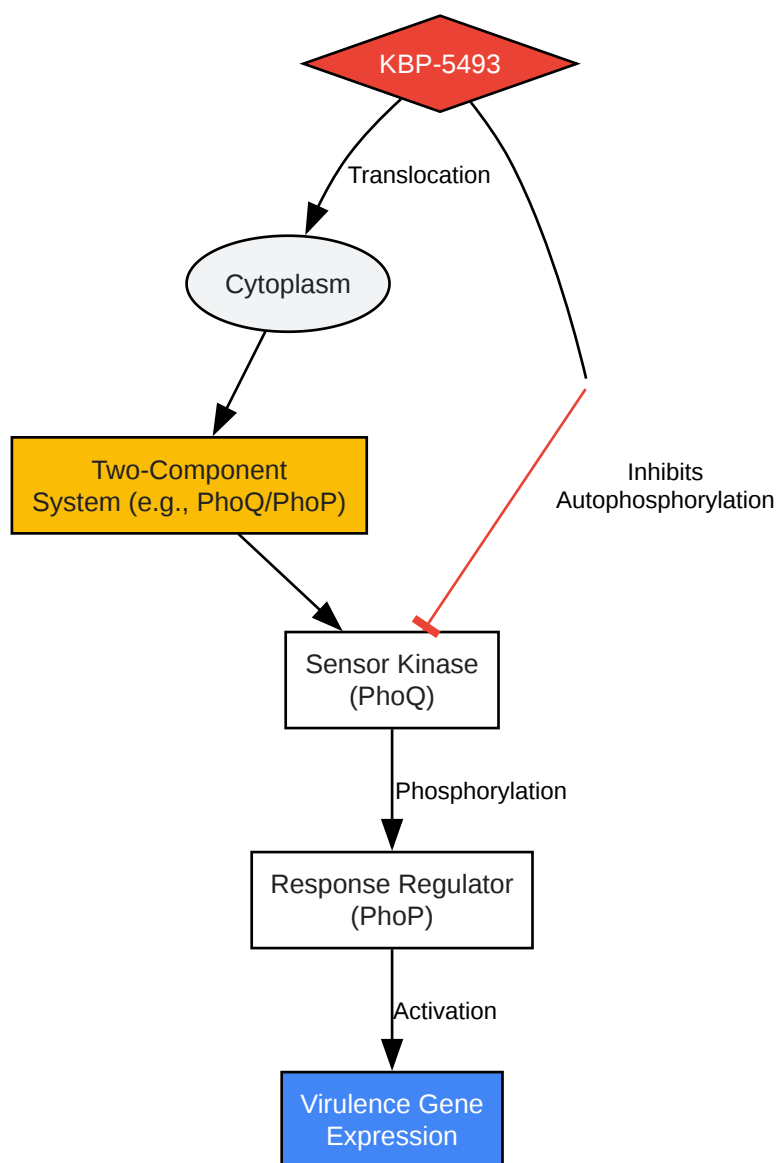 KBP-5493
Translocation
Cytoplasm
Two-Component
System (e.g., PhoQ/PhoP)
Inhibits
Autophosphorylation
Sensor Kinase
(PhoQ)
Phosphorylation
Response Regulator
(PhoP)
Activation
Virulence Gene
Expression